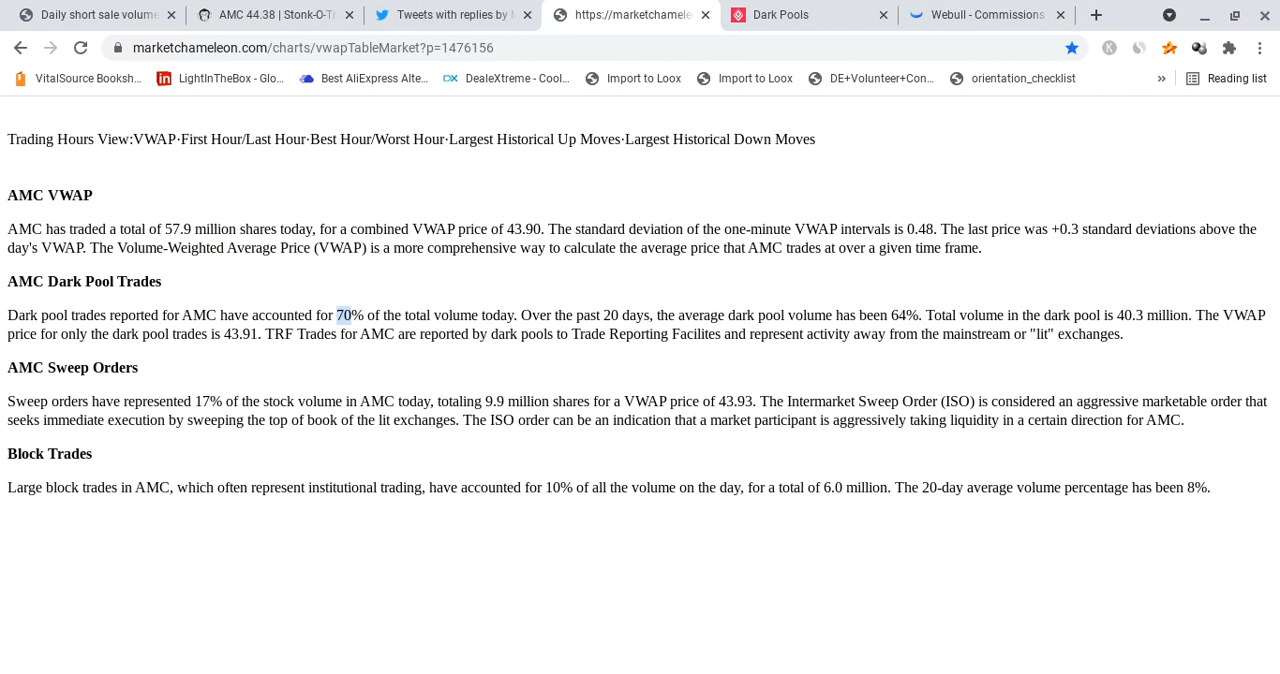 Daily short sale volume
AMC 44.38 | Stonk-O-Tr
Tweets with replies by M
https://marketchamele
Dark Pools
Webull - Commissions
marketchameleon.com/charts/vwapTableMarket?p=1476156
VitalSource Booksh...
LightInTheBox - Glo...
Best AliExpress Alte...
DealeXtreme - Cool...
Import to Loox
Import to Loox
DE+Volunteer+Con...
orientation_checklist
»
Reading list
Trading Hours View:VWAP·First Hour/Last Hour·Best Hour/Worst Hour·Largest Historical Up Moves·Largest Historical Down Moves
AMC VWAP
AMC has traded a total of 57.9 million shares today, for a combined VWAP price of 43.90. The standard deviation of the one-minute VWAP intervals is 0.48. The last price was +0.3 standard deviations above the
day's VWAP. The Volume-Weighted Average Price (VWAP) is a more comprehensive way to calculate the average price that AMC trades at over a given time frame.
AMC Dark Pool Trades
Dark pool trades reported for AMC have accounted for 70% of the total volume today. Over the past 20 days, the average dark pool volume has been 64%. Total volume in the dark pool is 40.3 million. The VWAP
price for only the dark pool trades is 43.91. TRF Trades for AMC are reported by dark pools to Trade Reporting Facilites and represent activity away from the mainstream or "lit" exchanges.
AMC Sweep Orders
Sweep orders have represented 17% of the stock volume in AMC today, totaling 9.9 million shares for a VWAP price of 43.93. The Intermarket Sweep Order (ISO) is considered an aggressive marketable order that
seeks immediate execution by sweeping the top of book of the lit exchanges. The ISO order can be an indication that a market participant is aggressively taking liquidity in a certain direction for AMC.
Block Trades
Large block trades in AMC, which often represent institutional trading, have accounted for 10% of all the volume on the day, for a total of 6.0 million. The 20-day average volume percentage has been 8%.